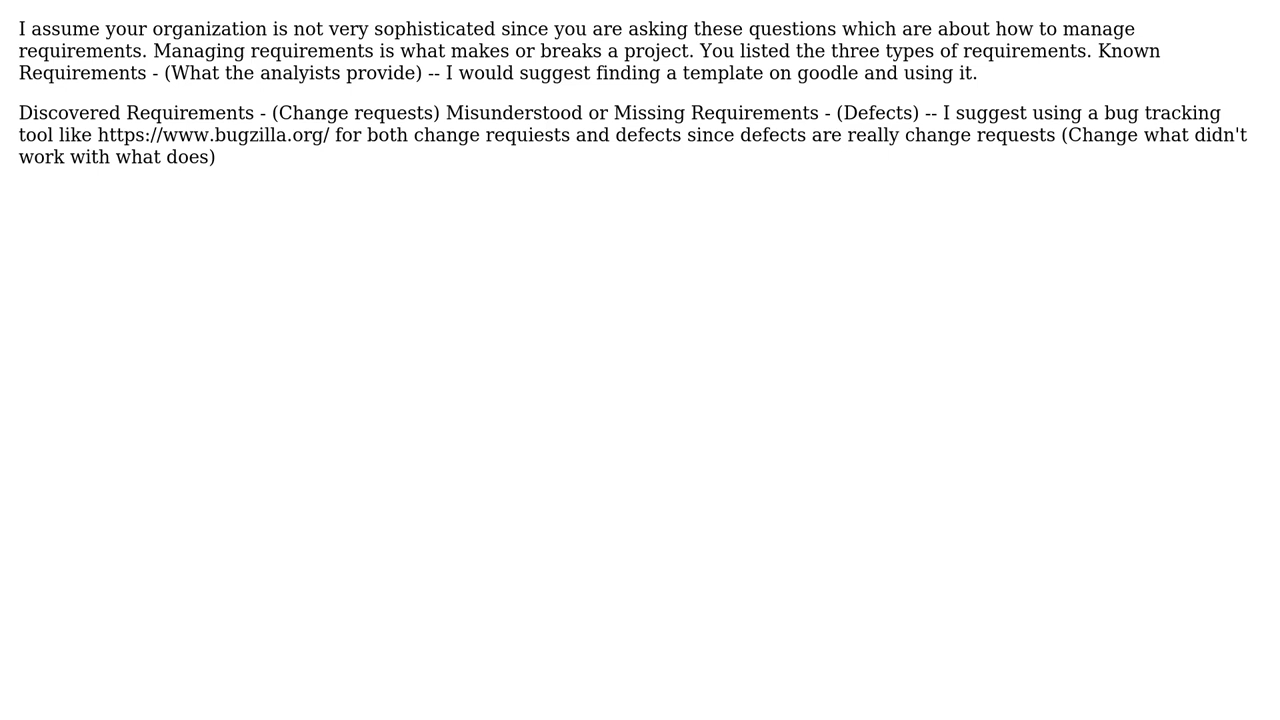 I assume your organization is not very sophisticated since you are asking these questions which are about how to manage
requirements. Managing requirements is what makes or breaks a project. You listed the three types of requirements. Known
Requirements - (What the analyists provide) -- I would suggest finding a template on goodle and using it.
Discovered Requirements - (Change requests) Misunderstood or Missing Requirements - (Defects) -- I suggest using a bug tracking
tool like https://www.bugzilla.org/ for both change requiests and defects since defects are really change requests (Change what didn't
work with what does)